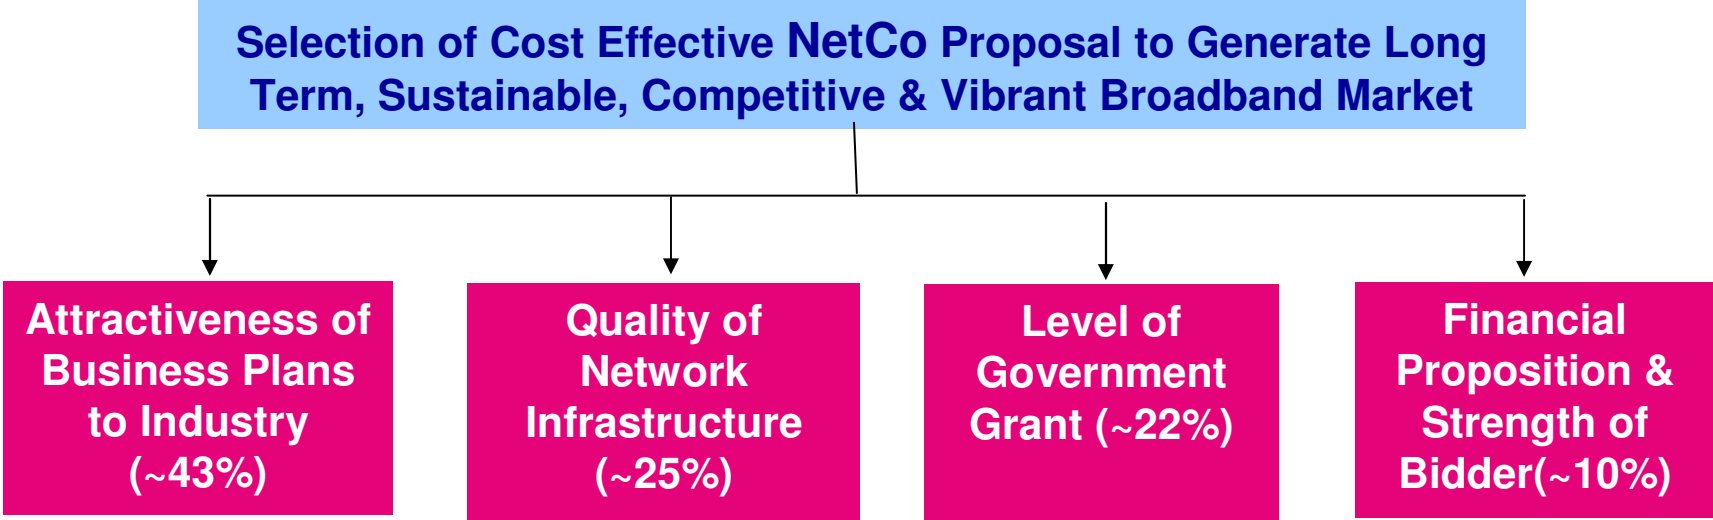 Selection of Cost Effective NetCo Proposal to Generate Long
Term, Sustainable, Competitive & Vibrant Broadband Market
Attractiveness of
Business Plans
to Industry
(~43%)
Quality of
Network
Infrastructure
(~25%)
Level of
Government
Grant (~22%)
Financial
Proposition &
Strength of
Bidder(~10%)